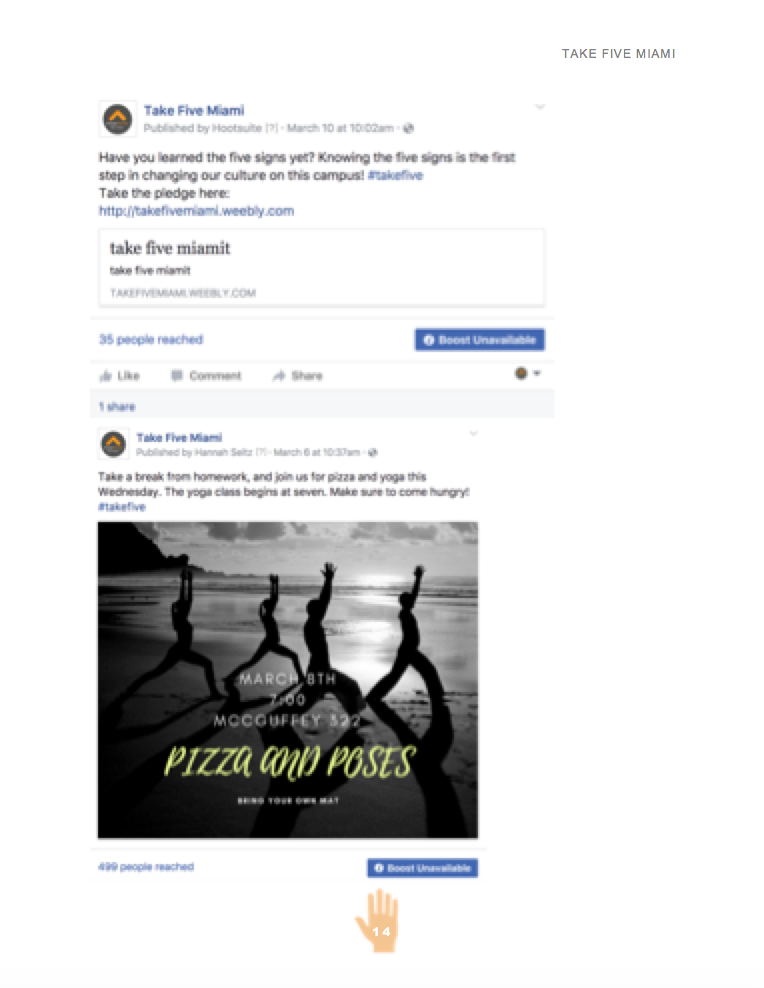 TAKE FIVE MIAMI
Take Five Miami
Published by Hootsuite [?] · March 10 at 10:02am ·
Have you learned the five signs yet? Knowing the five signs is the first
step in changing our culture on this campus! #takefive
Take the pledge here:
http://takefivemiami.weebly.com
take five miamit
take five miamit
TAKEFIVEMIAMI.WEEBLY.COM
35 people reached
Boost Unavailable
Like Comment Share
1 share
Take Five Miami
Published by Hannah Seitz [?] · March 6 at 10:37am ·
Take a break from homework, and join us for pizza and yoga this
Wednesday. The yoga class begins at seven. Make sure to come hungry!
#takefive
MARCH 8TH
7:00
MCCGUFFEY 322
PIZZA AND POSES
BRING YOUR OWN MAT
499 people reached
Boost Unavailable
14